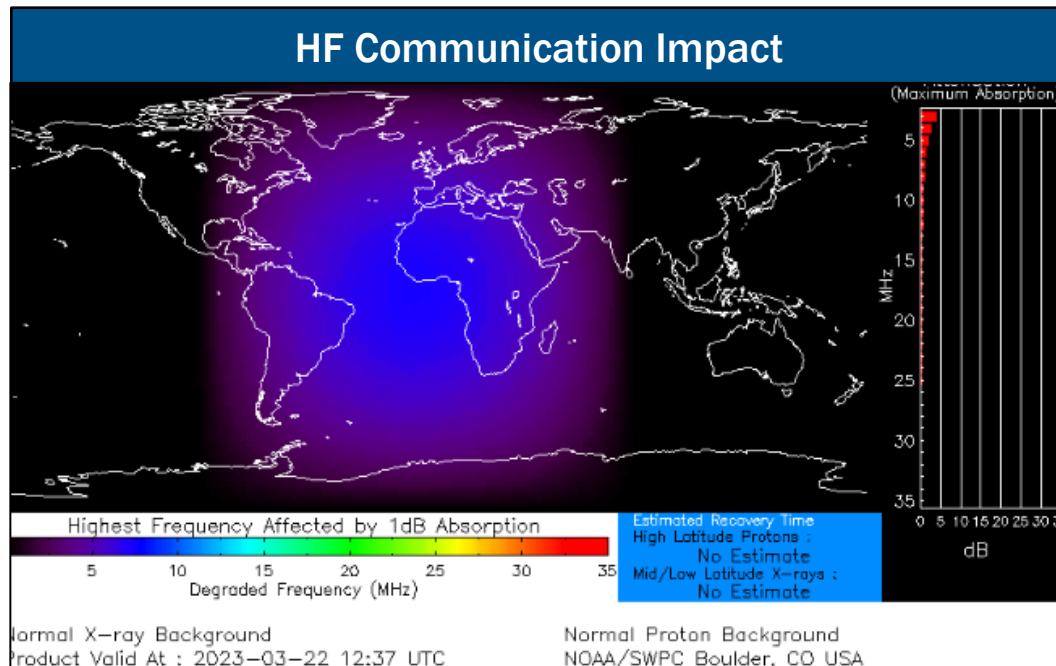 HF Communication Impact
(Maximum Absorption
5
10
15
20
25
30
35
MHz
0 5 10 15 20 25 30
dB
Highest Frequency Affected by 1dB Absorption
5 10 15 20 25 30 35
Degraded Frequency (MHz)
Estimated Recovery Time
High Latitude Protons :
No Estimate
Mid/Low Latitude X-rays :
No Estimate
Normal X-ray Background
Product Valid At : 2023-03-22 12:37 UTC
Normal Proton Background
NOAA/SWPC Boulder, CO USA